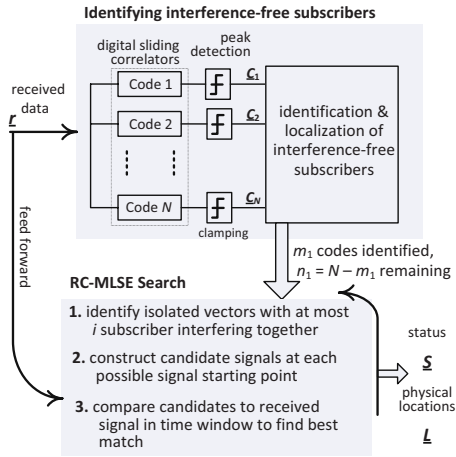 Identifying interference-free subscribers
digital sliding
correlators
peak
detection
received
data
r
Code 1
C1
Code 2
C2
Code N
CN
clamping
identification &
localization of
interference-free
subscribers
feed forward
m1 codes identified,
n1 = N – m1 remaining
RC-MLSE Search
1. identify isolated vectors with at most
i subscriber interfering together
2. construct candidate signals at each
possible signal starting point
3. compare candidates to received
signal in time window to find best
match
status
S
physical
locations
L